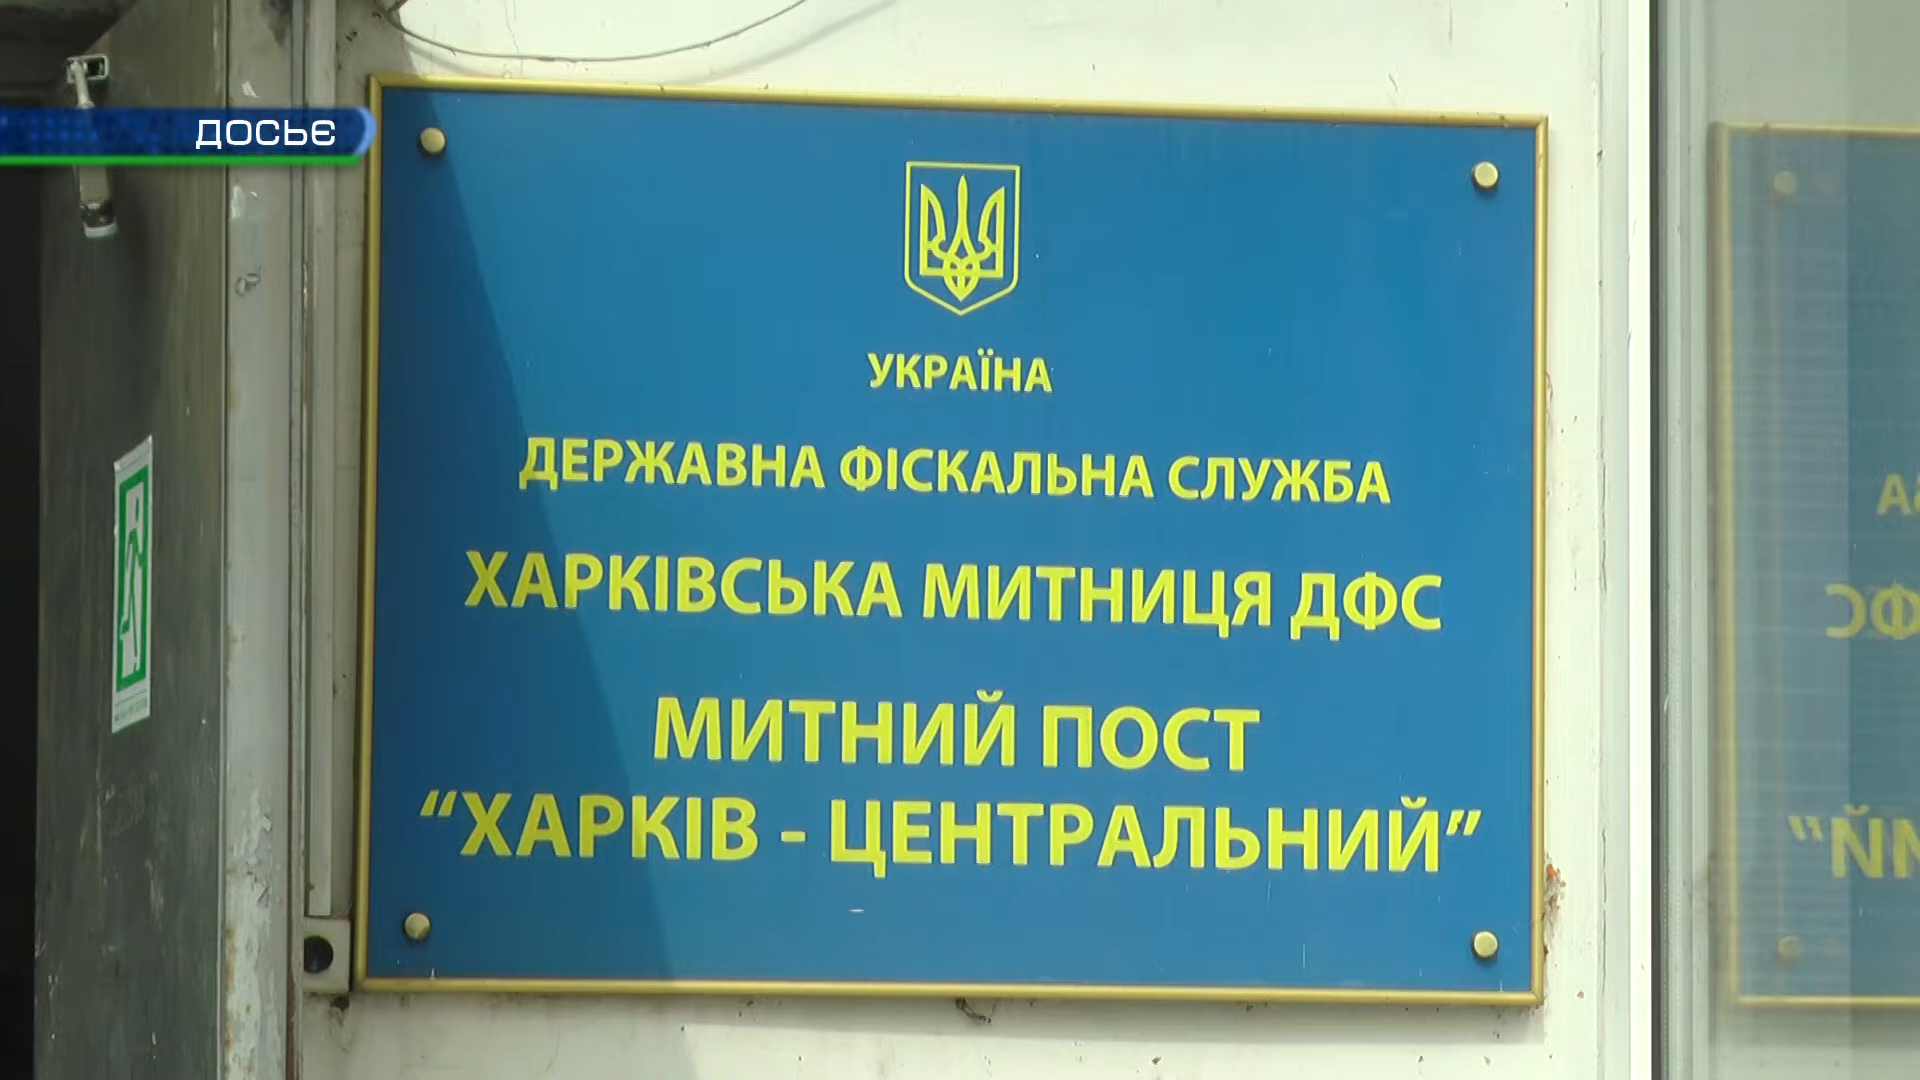 ДОСЬЄ
УКРАЇНА
ДЕРЖАВНА ФІСКАЛЬНА СЛУЖБА
ХАРКІВСЬКА МИТНИЦЯ ДФС
МИТНИЙ ПОСТ
“ХАРКІВ - ЦЕНТРАЛЬНИЙ”